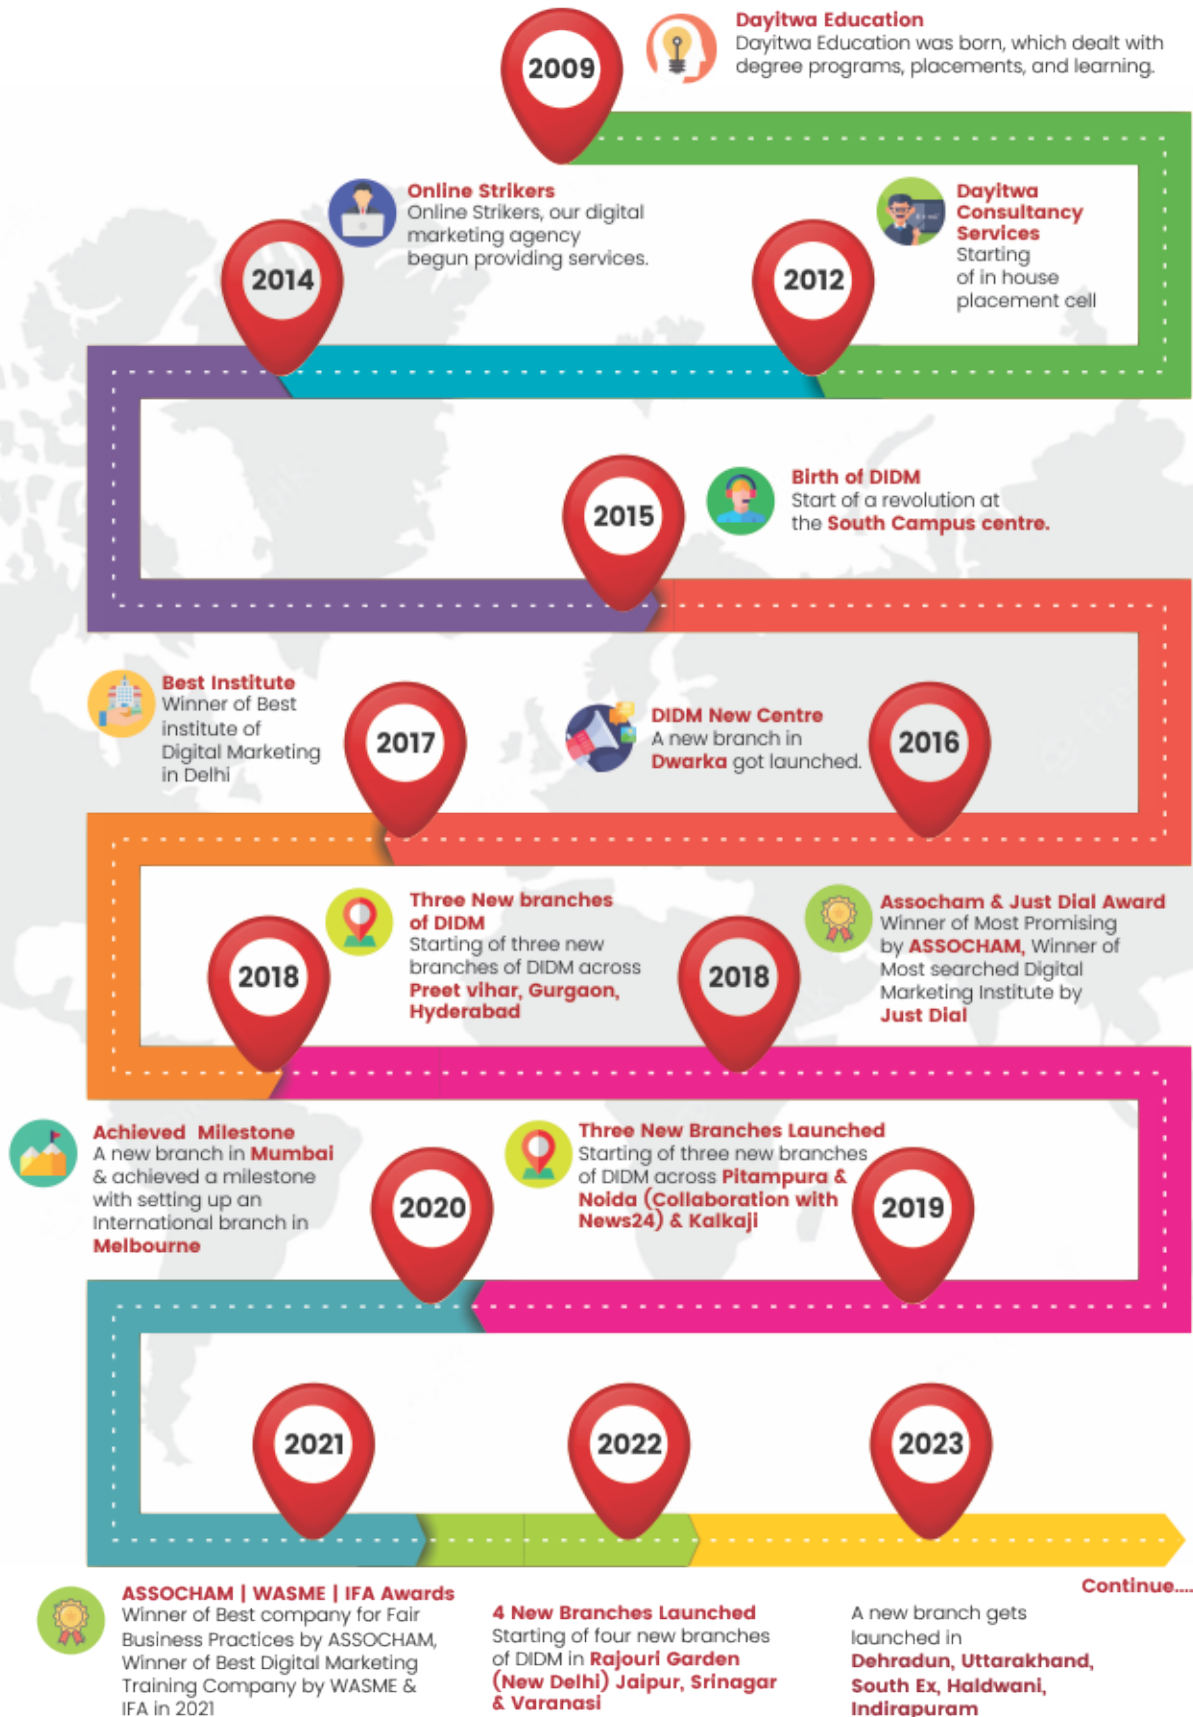 2009
Dayitwa Education
Dayitwa Education was born, which dealt with
degree programs, placements, and learning.
2014
Online Strikers
Online Strikers, our digital
marketing agency
begun providing services.
2012
Dayitwa
Consultancy
Services
Starting
of in house
placement cell
2015
Birth of DIDM
Start of a revolution at
the South Campus centre.
Best Institute
Winner of Best
institute of
Digital Marketing
in Delhi
2017
DIDM New Centre
A new branch in
Dwarka got launched.
2016
2018
Three New branches
of DIDM
Starting of three new
branches of DIDM across
Preet vihar, Gurgaon,
Hyderabad
2018
Assocham & Just Dial Award
Winner of Most Promising
by ASSOCHAM, Winner of
Most searched Digital
Marketing Institute by
Just Dial
Achieved Milestone
A new branch in Mumbai
& achieved a milestone
with setting up an
International branch in
Melbourne
2020
Three New Branches Launched
Starting of three new branches
of DIDM across Pitampura &
Noida (Collaboration with
News24) & Kalkaji
2019
2021
2022
2023
ASSOCHAM | WASME | IFA Awards
Winner of Best company for Fair
Business Practices by ASSOCHAM,
Winner of Best Digital Marketing
Training Company by WASME &
IFA in 2021
4 New Branches Launched
Starting of four new branches
of DIDM in Rajouri Garden
(New Delhi) Jaipur, Srinagar
& Varanasi
Continue....
A new branch gets
launched in
Dehradun, Uttarakhand,
South Ex, Haldwani,
Indirapuram